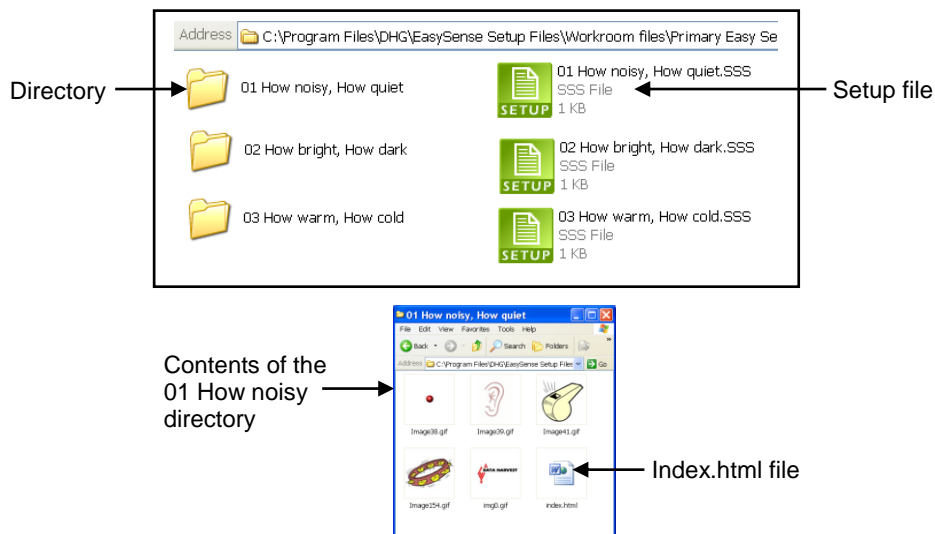 Address C:\Program Files\DHG\EasySense Setup Files\Workroom files\Primary Easy Se
Directory
01 How noisy, How quiet
01 How noisy, How quiet.SSS
SSS File
1 KB
SETUP
Setup file
02 How bright, How dark
02 How bright, How dark.SSS
SSS File
1 KB
SETUP
03 How warm, How cold
03 How warm, How cold.SSS
SSS File
1 KB
SETUP
Contents of the
01 How noisy
directory
01 How noisy, How quiet
File Edit View Favorites Tools Help
Back Search Folders
Address C:\Program Files\DHG\EasySense Setup Files Go
Image38.gif Image39.gif Image41.gif
DATA HARVEST
Image154.gif img0.gif index.html
Index.html file